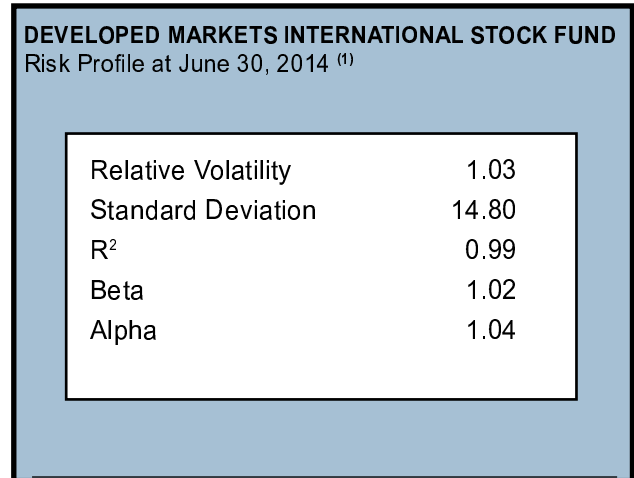 DEVELOPED MARKETS INTERNATIONAL STOCK FUND
Risk Profile at June 30, 2014 (1)
Relative Volatility 1.03
Standard Deviation 14.80
R2 0.99
Beta 1.02
Alpha 1.04